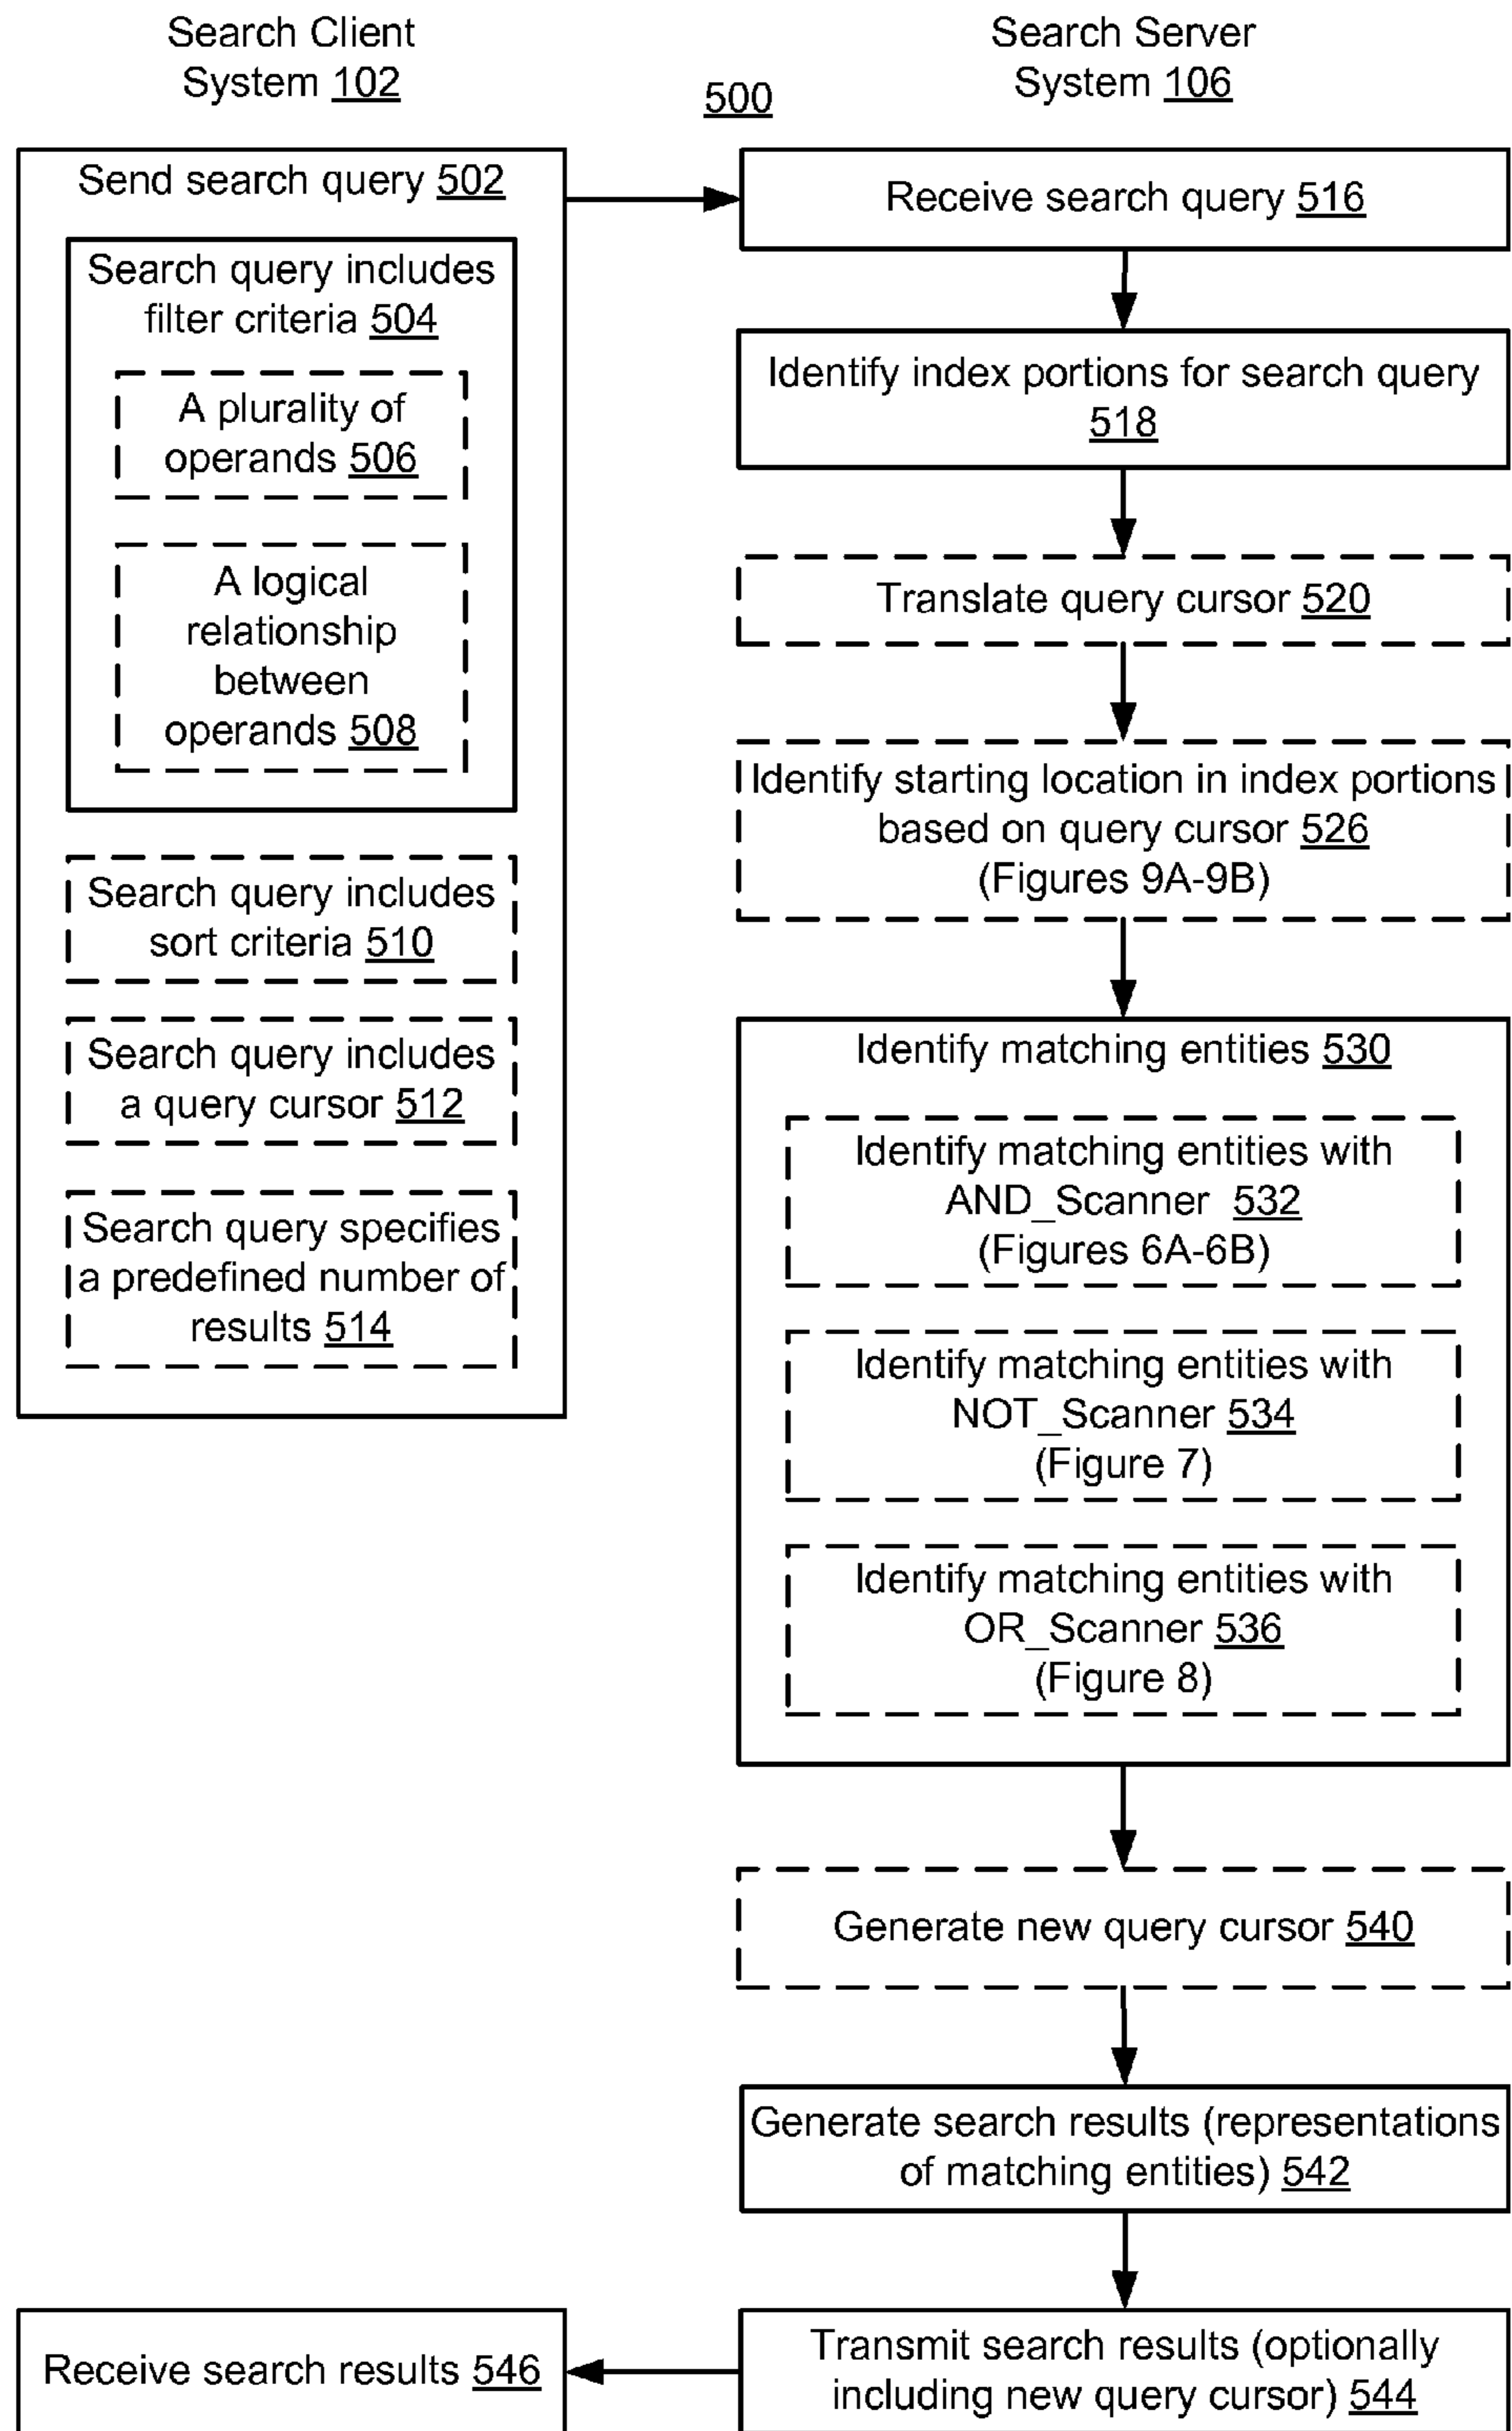 Search Client
System 102
Search Server
System 106
500
Send search query 502
Search query includes
filter criteria 504
A plurality of
operands 506
A logical
relationship
between
operands 508
Search query includes
sort criteria 510
Search query includes
a query cursor 512
Search query specifies
a predefined number of
results 514
Receive search query 516
Identify index portions for search query
518
Translate query cursor 520
Identify starting location in index portions
based on query cursor 526
(Figures 9A-9B)
Identify matching entities 530
Identify matching entities with
AND_Scanner 532
(Figures 6A-6B)
Identify matching entities with
NOT_Scanner 534
(Figure 7)
Identify matching entities with
OR_Scanner 536
(Figure 8)
Generate new query cursor 540
Generate search results (representations
of matching entities) 542
Transmit search results (optionally
including new query cursor) 544
Receive search results 546